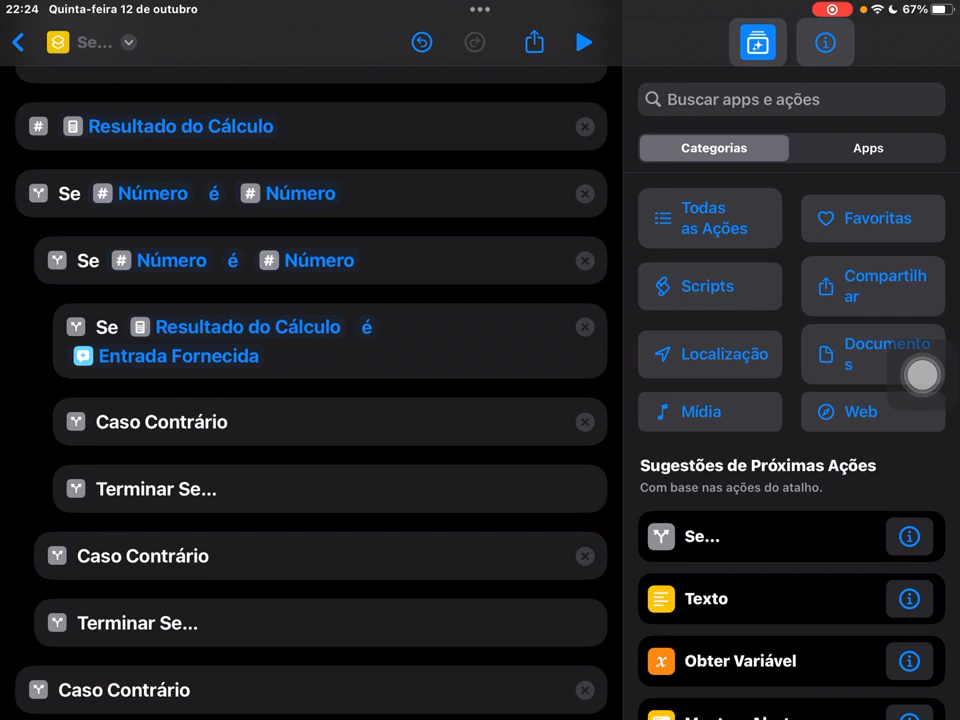 22:24 Quinta-feira 12 de outubro
67%
Se...
Resultado do Cálculo
Se Número é Número
Se Número é Número
Se Resultado do Cálculo é
Entrada Fornecida
Caso Contrário
Terminar Se...
Caso Contrário
Terminar Se...
Caso Contrário
Buscar apps e ações
Categorias Apps
Todas
as Ações
Favoritas
Scripts
Compartilh
ar
Localização
Documento
s
Mídia
Web
Sugestões de Próximas Ações
Com base nas ações do atalho.
Se...
Texto
Obter Variável